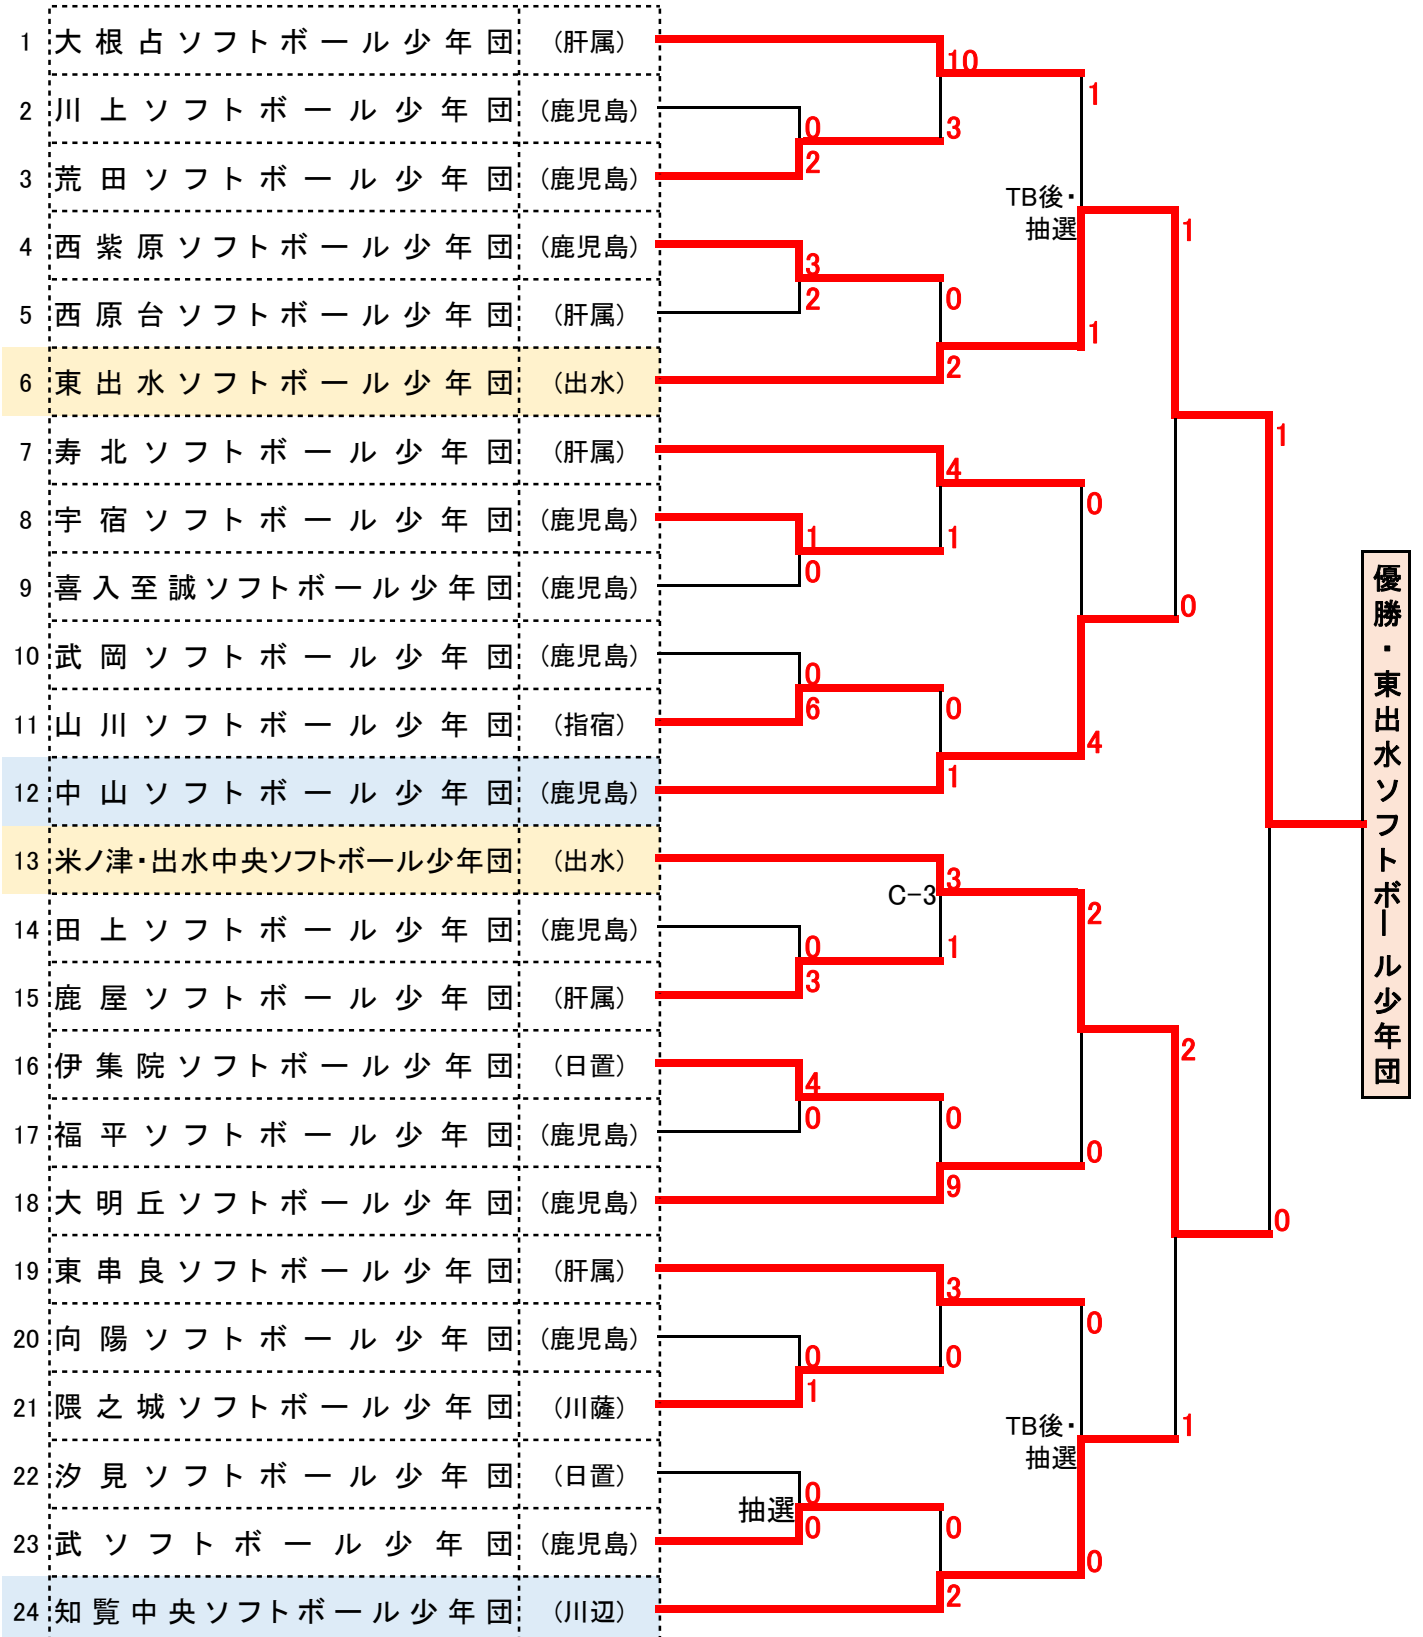 1 大根占ソフトボール少年団 (肝属)
2 川上ソフトボール少年団 (鹿児島)
3 荒田ソフトボール少年団 (鹿児島)
4 西紫原ソフトボール少年団 (鹿児島)
5 西原台ソフトボール少年団 (肝属)
6 東出水ソフトボール少年団 (出水)
7 寿北ソフトボール少年団 (肝属)
8 宇宿ソフトボール少年団 (鹿児島)
9 喜入至誠ソフトボール少年団 (鹿児島)
10 武岡ソフトボール少年団 (鹿児島)
11 山川ソフトボール少年団 (指宿)
12 中山ソフトボール少年団 (鹿児島)
13 米ノ津・出水中央ソフトボール少年団 (出水)
14 田上ソフトボール少年団 (鹿児島)
15 鹿屋ソフトボール少年団 (肝属)
16 伊集院ソフトボール少年団 (日置)
17 福平ソフトボール少年団 (鹿児島)
18 大明丘ソフトボール少年団 (鹿児島)
19 東串良ソフトボール少年団 (肝属)
20 向陽ソフトボール少年団 (鹿児島)
21 隈之城ソフトボール少年団 (川薩)
22 汐見ソフトボール少年団 (日置)
23 武ソフトボール少年団 (鹿児島)
24 知覧中央ソフトボール少年団 (川辺)
0
2
3
2
1
0
0
6
0
3
4
0
0
1
抽選
0
0
10
3
0
2
4
1
0
1
C-3
3
1
0
9
3
0
0
2
1
TB後・
抽選
1
0
4
2
0
0
TB後・
抽選
0
1
0
2
1
1
0
優勝・東出水ソフトボール少年団